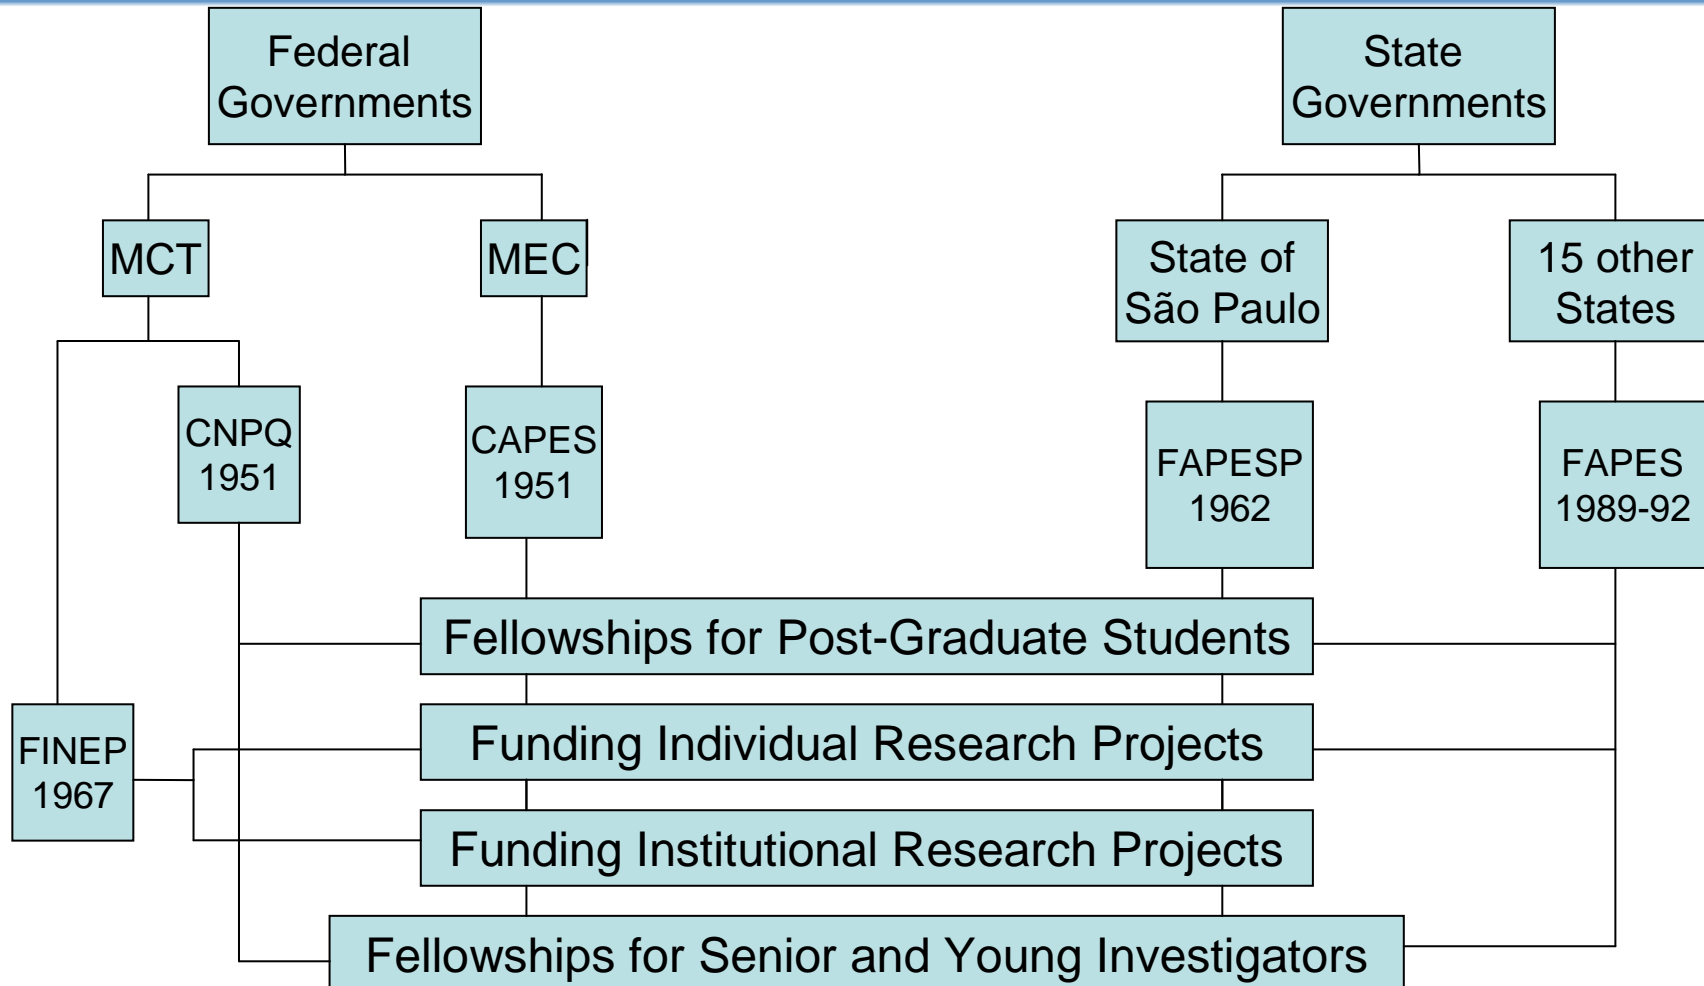 Federal
Governments
State
Governments
MCT
MEC
State of
São Paulo
15 other
States
CNPQ
1951
CAPES
1951
FAPESP
1962
FAPES
1989-92
Fellowships for Post-Graduate Students
FINEP
1967
Funding Individual Research Projects
Funding Institutional Research Projects
Fellowships for Senior and Young Investigators